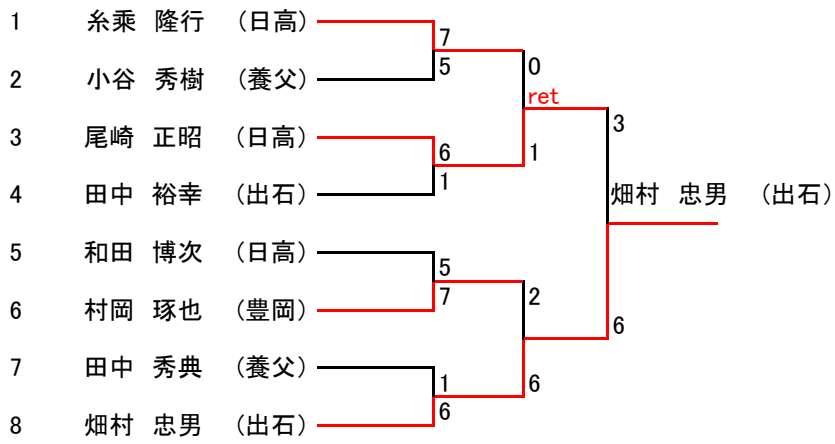 1 糸乘 隆行 （日高）
7
5
2 小谷 秀樹 （養父）
0
ret
1
3 尾崎 正昭 （日高）
6
1
4 田中 裕幸 （出石）
3
畑村 忠男 （出石）
6
5 和田 博次 （日高）
5
7
6 村岡 琢也 （豊岡）
2
6
7 田中 秀典 （養父）
1
6
8 畑村 忠男 （出石）